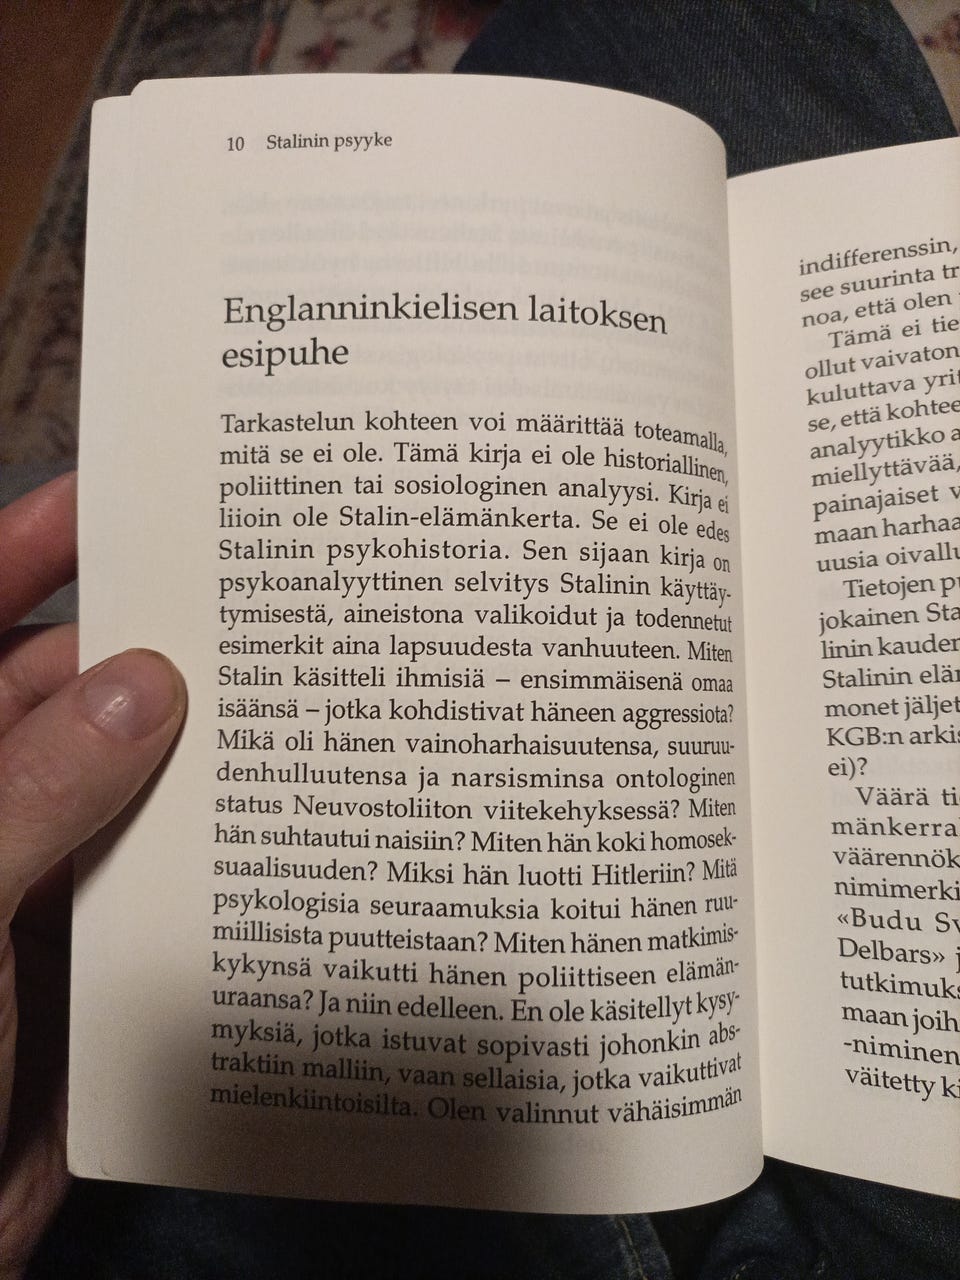 10 Stalinin psyyke
Englanninkielisen laitoksen
esipuhe
Tarkastelun kohteen voi määrittää toteamalla,
mitä se ei ole. Tämä kirja ei ole historiallinen,
poliittinen tai sosiologinen analyysi. Kirja ei
liioin ole Stalin-elämänkerta. Se ei ole edes
Stalinin psykohistoria. Sen sijaan kirja on
psykoanalyyttinen selvitys Stalinin käyttäy-
tymisestä, aineistona valikoidut ja todennetut
esimerkit aina lapsuudesta vanhuuteen. Miten
Stalin käsitteli ihmisiä – ensimmäisenä omaa
isäänsä – jotka kohdistivat häneen aggressiota?
Mikä oli hänen vainoharhaisuutensa, suuruu-
denhulluutensa ja narsisminsa ontologinen
status Neuvostoliiton viitekehyksessä? Miten
hän suhtautui naisiin? Miten hän koki homosek-
suaalisuuden? Miksi hän luotti Hitleriin? Mitä
psykologisia seuraamuksia koitui hänen ruu-
miillisista puutteistaan? Miten hänen matkimis-
kykynsä vaikutti hänen poliittiseen elämän-
uraansa? Ja niin edelleen. En ole käsitellyt kysy-
myksiä, jotka istuvat sopivasti johonkin abs-
traktiin malliin, vaan sellaisia, jotka vaikuttivat
mielenkiintoisilta. Olen valinnut vähäisimmän
indifferenssin,
see suurinta
noa, että olen
Tämä ei
ollut vaivaton
kuluttava
se, että
analyytikko
miellyttävää,
painajaiset
maan
uusia
Tietojen
jokainen
linin
Stalinin
monet
KGB:n
ei)?
Väärä
nimimerki
«Budu
Delbars»
maan
-niminen
väitetty